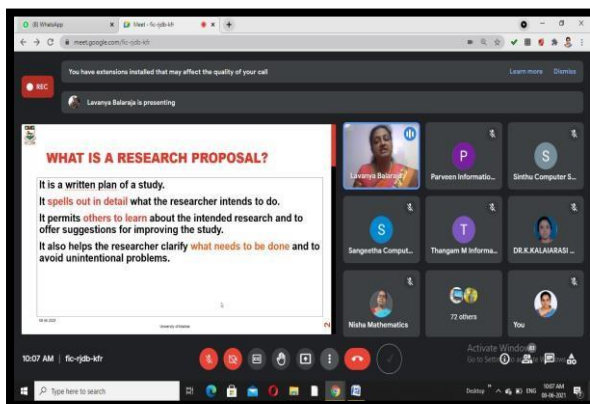 (8) WhatsApp
Meet - fic-rjdb-kfr
meet.google.com/fic-rjdb-kfr
You have extensions installed that may affect the quality of your call
Learn more
Dismiss
REC
Lavanya Balaraja is presenting
WHAT IS A RESEARCH PROPOSAL?
It is a written plan of a study.
It spells out in detail what the researcher intends to do.
It permits others to learn about the intended research and to
offer suggestions for improving the study.
It also helps the researcher clarify what needs to be done and to
avoid unintentional problems.
2
Lavanya Balaraja
P
Parveen Informatio...
S
Sinthu Computer S...
S
Sangeetha Comput...
T
Thangam M Informa...
DR.K.KALAIARASI ...
Nisha Mathematics
72 others
You
Activate Windows
10:07 AM | fic-rjdb-kfr
Type here to search
Desktop
ENG
10:07 AM
08-06-2021